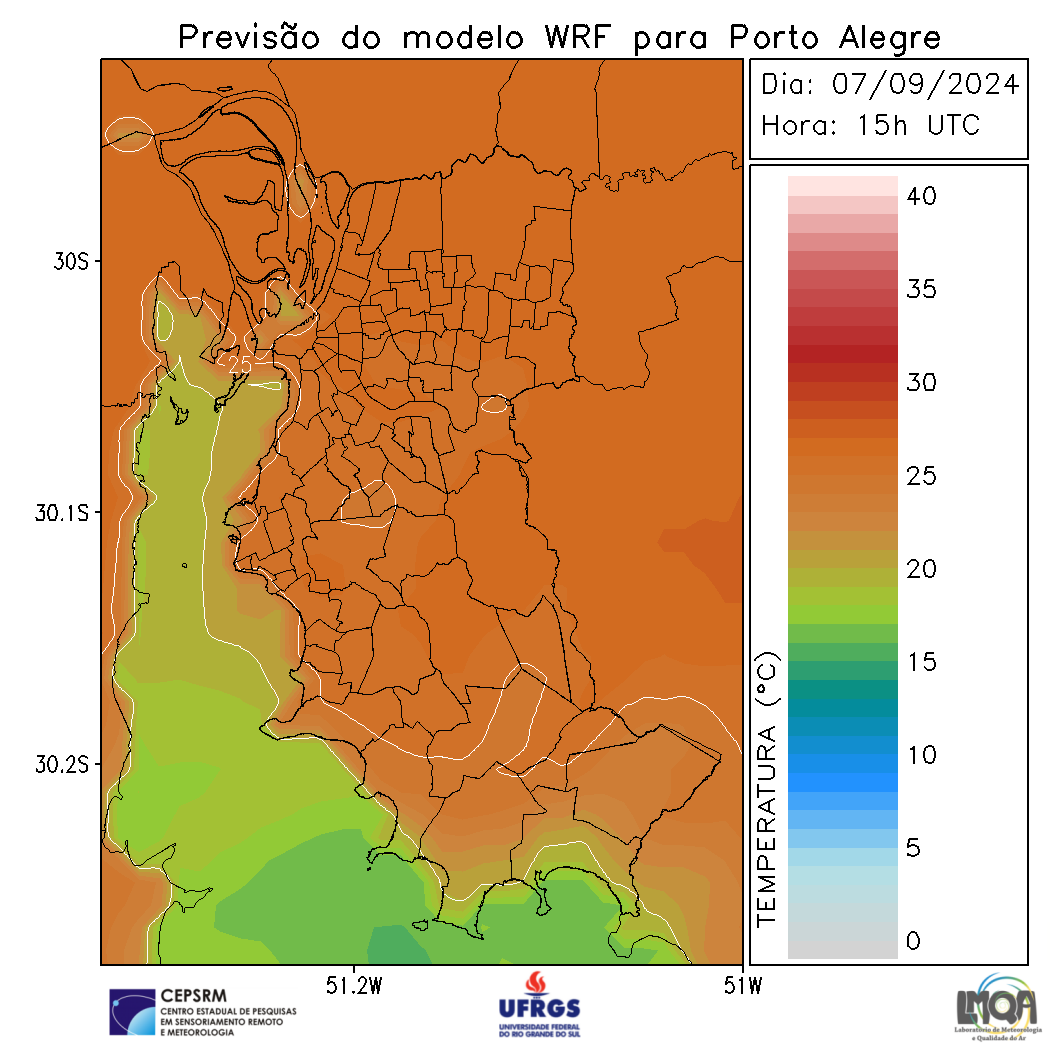 Previsão do modelo WRF para Porto Alegre
Dia: 07/09/2024
Hora: 15h UTC
40
35
30
25
20
15
10
5
0
TEMPERATURA (°C)
30S
30.1S
30.2S
25
51.2W
51W
CEPSRM
CENTRO ESTADUAL DE PESQUISAS
EM SENSORIAMENTO REMOTO
E METEOROLOGIA
UFRGS
UNIVERSIDADE FEDERAL
DO RIO GRANDE DO SUL
LMQA
Laboratório de Meteorologia
e Qualidade do Ar